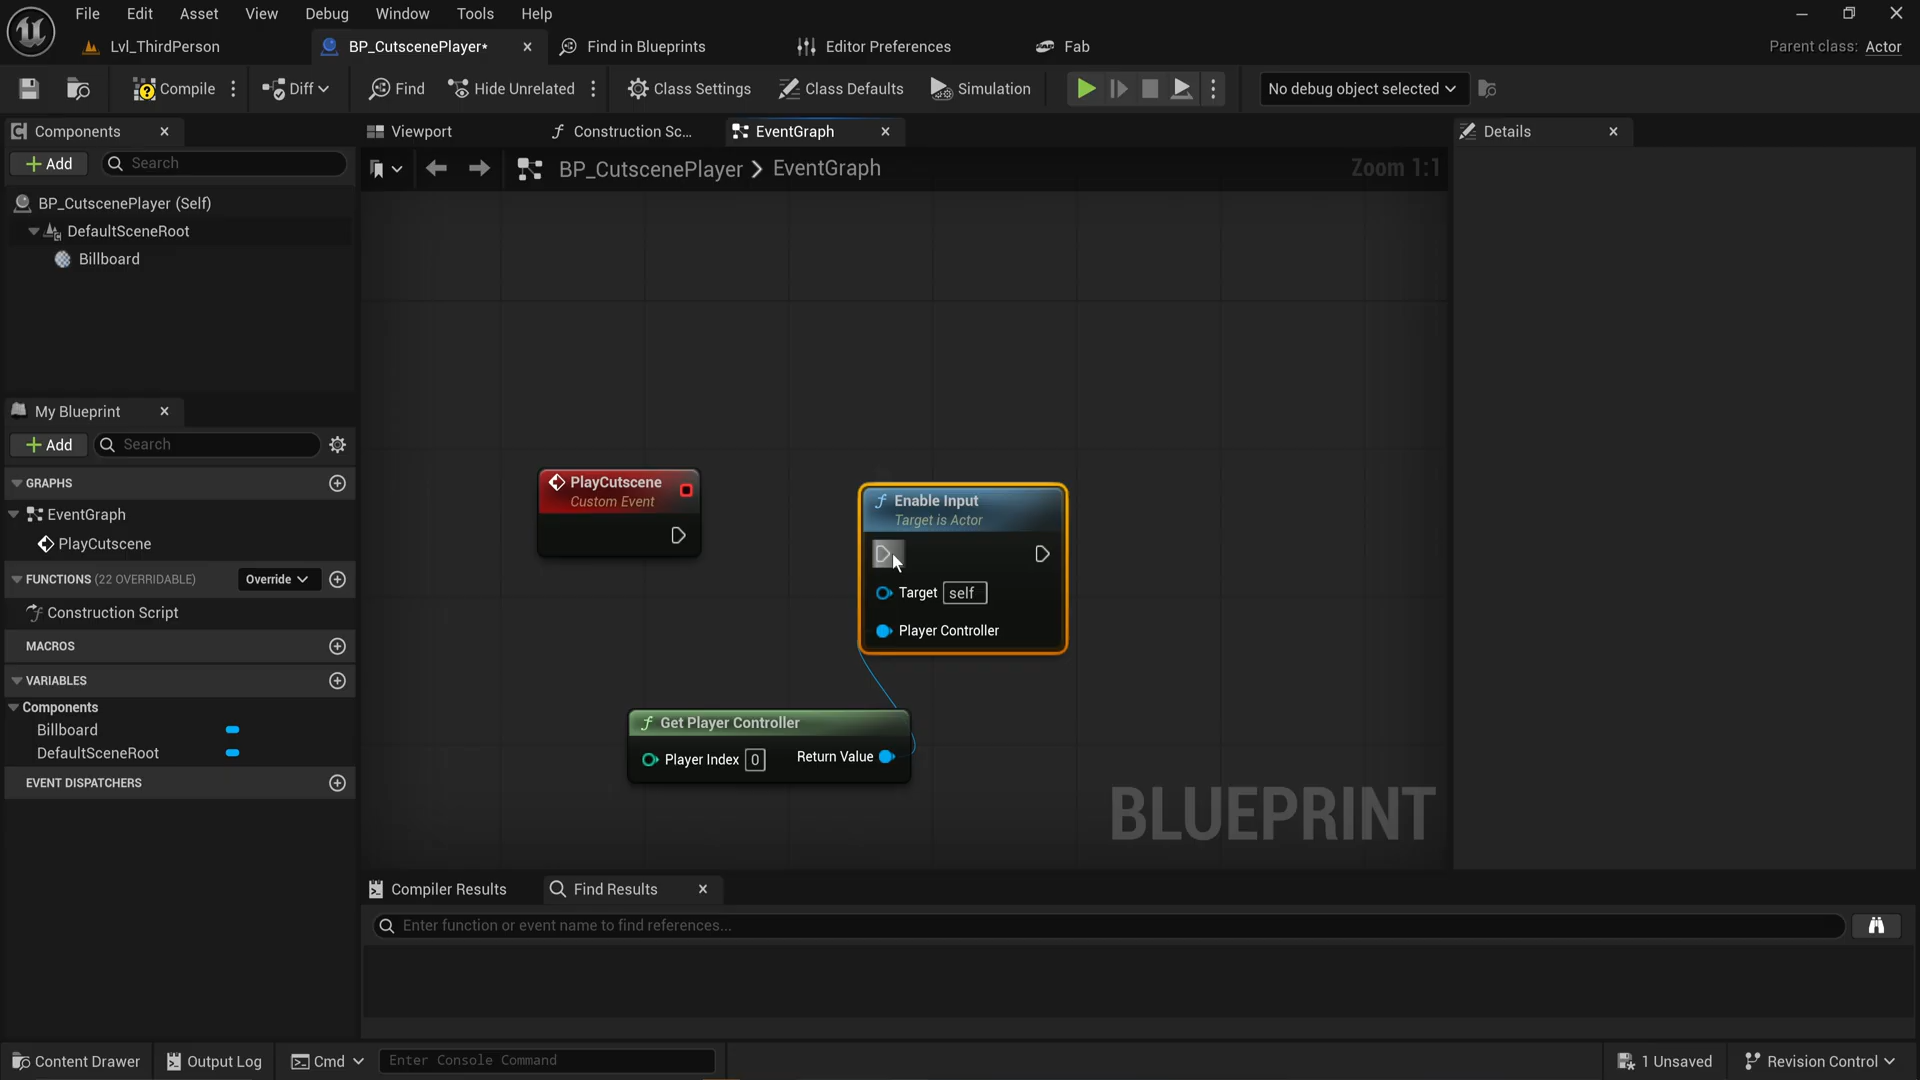 File Edit Asset View Debug Window Tools Help
Lvl_ThirdPerson
BP_CutscenePlayer*
Find in Blueprints
Editor Preferences
Fab
Parent class: Actor
Compile
Diff
Find
Hide Unrelated
Class Settings
Class Defaults
Simulation
No debug object selected
Components
Add
Search
BP_CutscenePlayer (Self)
DefaultSceneRoot
Billboard
My Blueprint
Add
Search
GRAPHS
EventGraph
PlayCutscene
FUNCTIONS (22 OVERRIDABLE)
Override
Construction Script
MACROS
VARIABLES
Components
Billboard
DefaultSceneRoot
EVENT DISPATCHERS
Viewport
Construction Sc...
EventGraph
BP_CutscenePlayer > EventGraph
Zoom 1:1
PlayCutscene
Custom Event
Enable Input
Target is Actor
Target self
Player Controller
Get Player Controller
Player Index 0
Return Value
BLUEPRINT
Details
Compiler Results
Find Results
Enter function or event name to find references...
Content Drawer
Output Log
Cmd
Enter Console Command
1 Unsaved
Revision Control